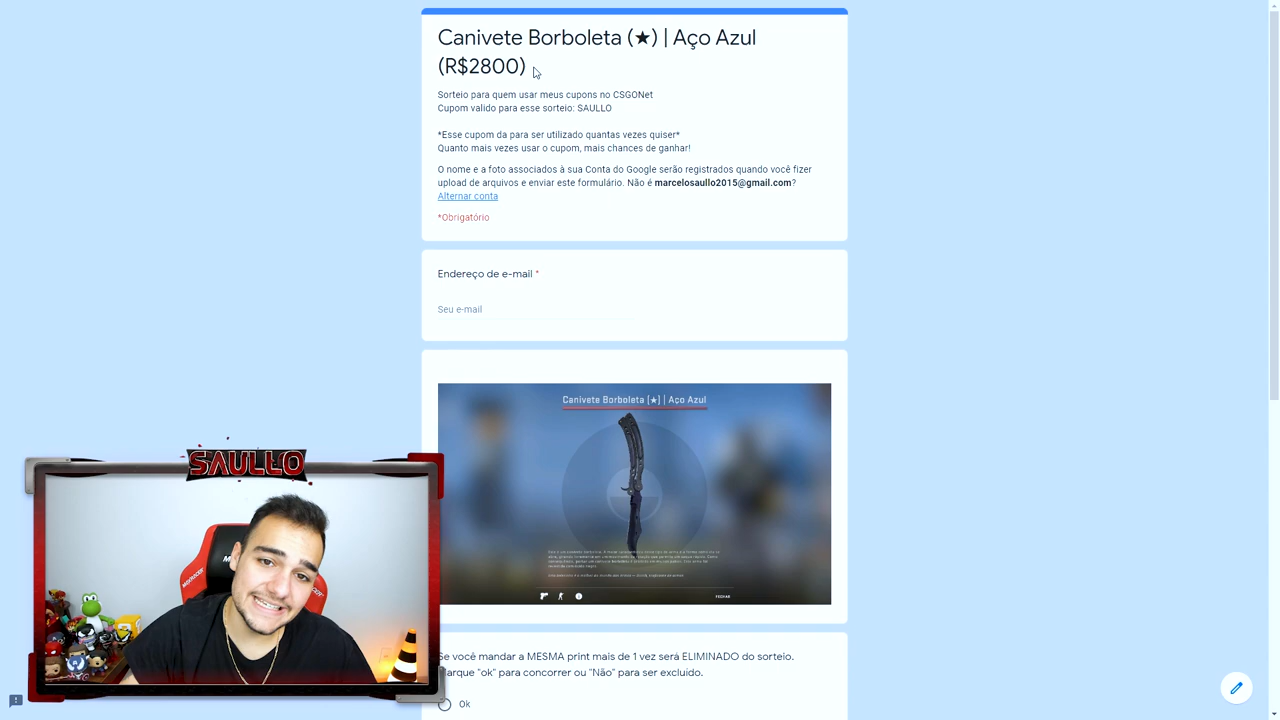 Canivete Borboleta (★) | Aço Azul
(R$2800)
Sorteio para quem usar meus cupons no CSGONet
Cupom valido para esse sorteio: SAULLO
*Esse cupom da para ser utilizado quantas vezes quiser*
Quanto mais vezes usar o cupom, mais chances de ganhar!
O nome e a foto associados à sua Conta do Google serão registrados quando você fizer
upload de arquivos e enviar este formulário. Não é marcelosaullo2015@gmail.com?
Alternar conta
*Obrigatório
Endereço de e-mail *
Seu e-mail
Canivete Borboleta (★) | Aço Azul
FECHAR
SAULLO
Se você mandar a MESMA print mais de 1 vez será ELIMINADO do sorteio.
arque "ok" para concorrer ou "Não" para ser excluido.
Ok